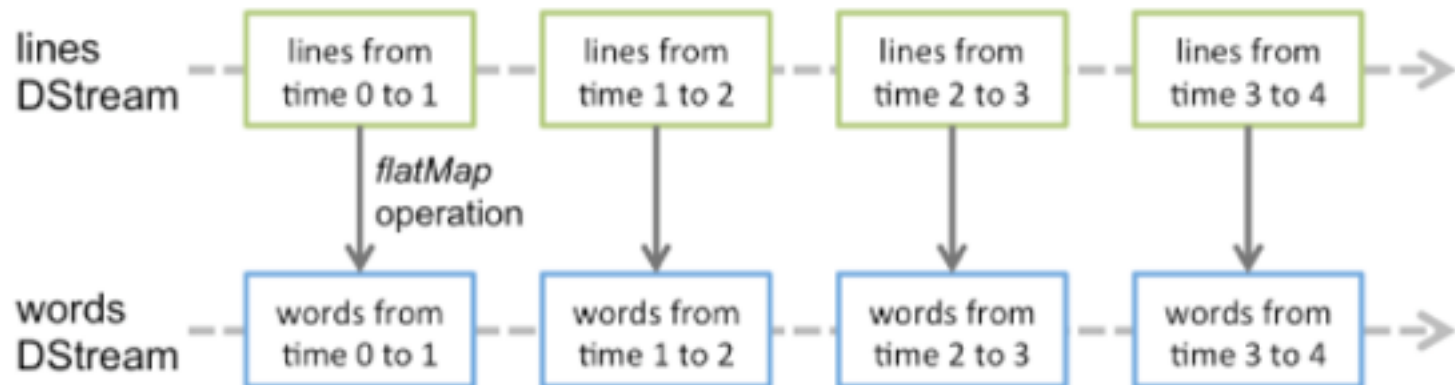 lines
DStream
lines from
time 0 to 1
lines from
time 1 to 2
lines from
time 2 to 3
lines from
time 3 to 4
flatMap
operation
words
DStream
words from
time 0 to 1
words from
time 1 to 2
words from
time 2 to 3
words from
time 3 to 4